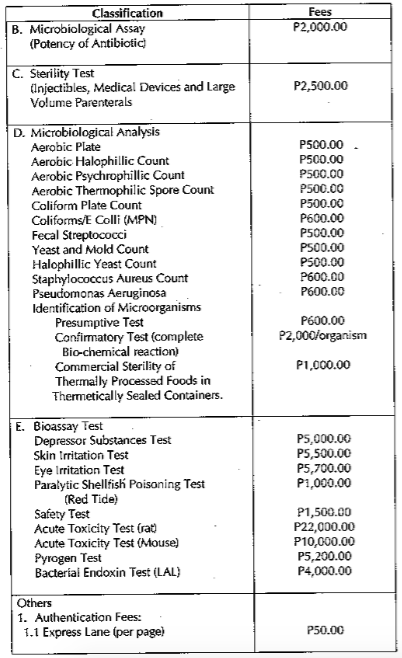 Classification Fees
B. Microbiological Assay P2,000.00
(Potency of Antibiotic)
C. Sterility Test
(Injectibles, Medical Devices and Large P2,500.00
Volume Parenterals
D. Microbiological Analysis
Aerobic Plate P500.00
Aerobic Halophillic Count P500.00
Aerobic Psychrophillic Count P500.00
Aerobic Thermophilic Spore Count P500.00
Coliform Plate Count P500.00
Coliforms/E Colli (MPN) P600.00
Fecal Streptococci P500.00
Yeast and Mold Count P500.00
Halophillic Yeast Count P500.00
Staphylococcus Aureus Count P600.00
Pseudomonas Aeruginosa P600.00
Identification of Microorganisms
Presumptive Test P600.00
Confirmatory Test (complete P2,000/organism
Bio-chemical reaction)
Commercial Sterility of P1,000.00
Thermally Processed Foods in
Thermetically Sealed Containers.
E. Bioassay Test
Depressor Substances Test P5,000.00
Skin Irritation Test P5,500.00
Eye Irritation Test P5,700.00
Paralytic Shellfish Poisoning Test P1,000.00
(Red Tide)
Safety Test P1,500.00
Acute Toxicity Test (rat) P22,000.00
Acute Toxicity Test (Mouse) P10,000.00
Pyrogen Test P5,200.00
Bacterial Endoxin Test (LAL) P4,000.00
Others
1. Authentication Fees:
1.1 Express Lane (per page) P50.00